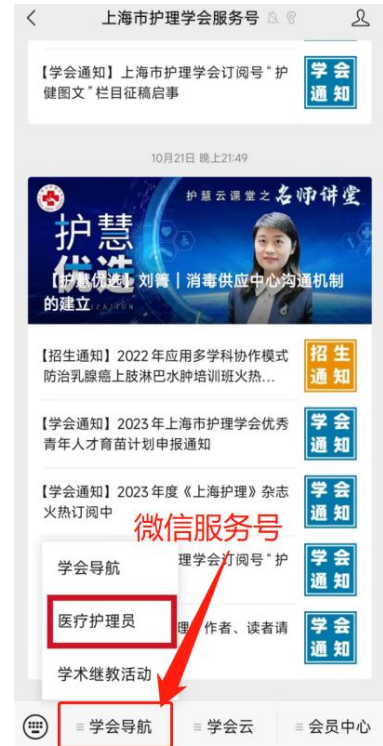 上海市护理学会服务号
【学会通知】上海市护理学会订阅号“护
健图文”栏目征稿启事
学会
通知
10月21日 晚上21:49
护慧云课堂之名师讲堂
护慧
优选
【护慧优选】刘箐｜消毒供应中心沟通机制
的建立
【招生通知】2022年应用多学科协作模式
防治乳腺癌上肢淋巴水肿培训班火热...
招生
通知
【学会通知】2023年上海市护理学会优秀
青年人才育苗计划申报通知
学会
通知
【学会通知】2023年度《上海护理》杂志
火热订阅中
学会
通知
微信服务号
理学会订阅号“护
学会
通知
作者、读者请
学会
通知
学会导航
医疗护理员
学术继教活动
学会导航
学会云
会员中心